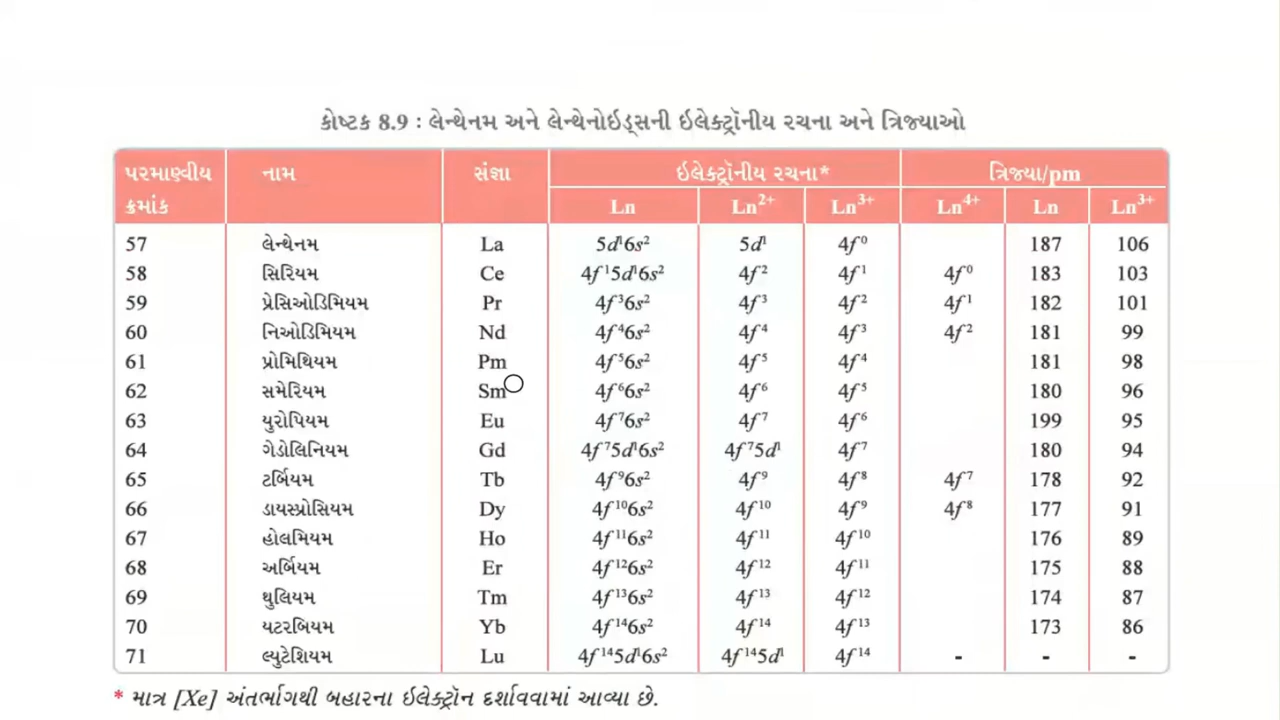 કોષ્ટક 8.9 : લેન્થેનમ અને લેન્થેનોઇડ્સની ઇલેક્ટ્રૉનીય રચના અને ત્રિજ્યાઓ
પરમાણ્વીય ક્રમાંક નામ સંજ્ઞા ઇલેક્ટ્રૉનીય રચના* ત્રિજ્યા/pm
Ln Ln²⁺ Ln³⁺ Ln⁴⁺ Ln Ln³⁺
57 લેન્થેનમ La 5d¹6s² 5d¹ 4f⁰ 187 106
58 સિરિયમ Ce 4f¹5d¹6s² 4f² 4f¹ 4f⁰ 183 103
59 પ્રેસિઓડિમિયમ Pr 4f³6s² 4f³ 4f² 4f¹ 182 101
60 નિઓડિમિયમ Nd 4f⁴6s² 4f⁴ 4f³ 4f² 181 99
61 પ્રોમિથિયમ Pm 4f⁵6s² 4f⁵ 4f⁴ 181 98
62 સમેરિયમ Sm 4f⁶6s² 4f⁶ 4f⁵ 180 96
63 યુરોપિયમ Eu 4f⁷6s² 4f⁷ 4f⁶ 199 95
64 ગેડોલિનિયમ Gd 4f⁷5d¹6s² 4f⁷5d¹ 4f⁷ 180 94
65 ટર્બિયમ Tb 4f⁹6s² 4f⁹ 4f⁸ 4f⁷ 178 92
66 ડાયસ્પ્રોસિયમ Dy 4f¹⁰6s² 4f¹⁰ 4f⁹ 4f⁸ 177 91
67 હોલમિયમ Ho 4f¹¹6s² 4f¹¹ 4f¹⁰ 176 89
68 અર્બિયમ Er 4f¹²6s² 4f¹² 4f¹¹ 175 88
69 થુલિયમ Tm 4f¹³6s² 4f¹³ 4f¹² 174 87
70 યટરબિયમ Yb 4f¹⁴6s² 4f¹⁴ 4f¹³ 173 86
71 લ્યુટેશિયમ Lu 4f¹⁴5d¹6s² 4f¹⁴5d¹ 4f¹⁴ - - -
* માત્ર [Xe] અંતર્ભાગથી બહારના ઇલેક્ટ્રૉન દર્શાવવામાં આવ્યા છે.